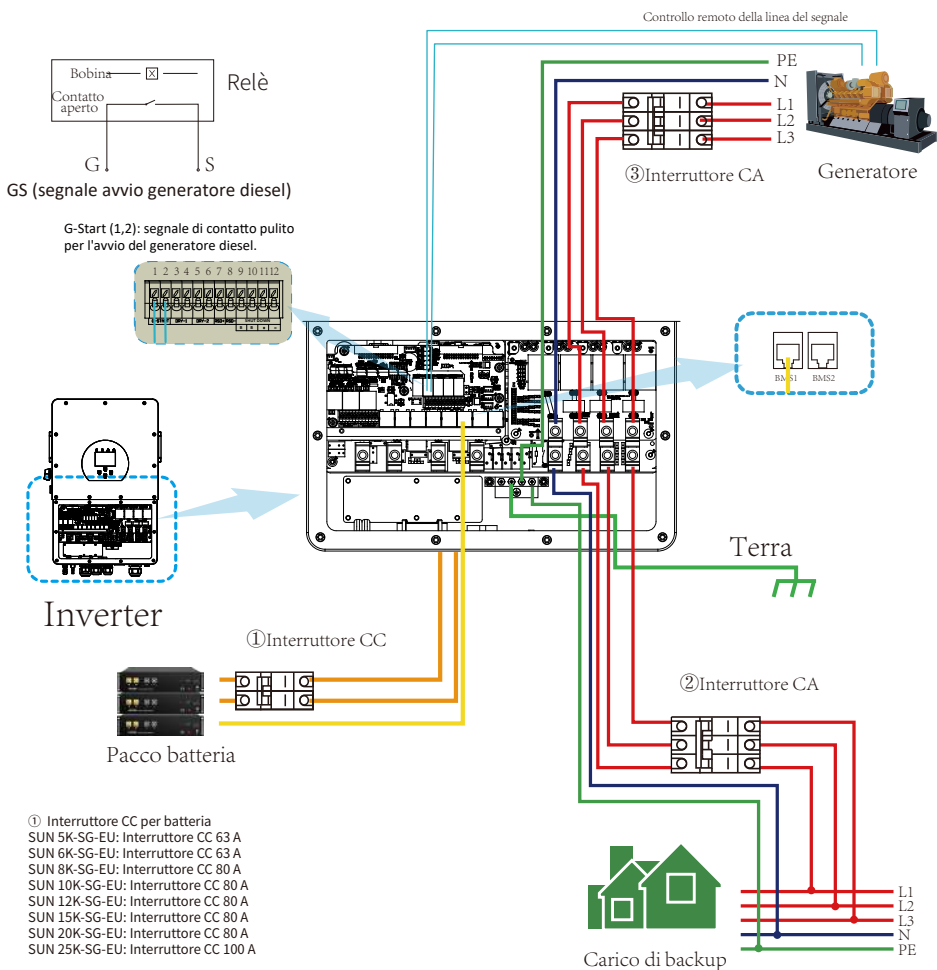 Controllo remoto della linea del segnale
PE
N
L1
L2
L3
Bobina
Contatto
aperto
Relè
G
S
GS (segnale avvio generatore diesel)
③Interruttore CA
Generatore
G-Start (1,2): segnale di contatto pulito
per l'avvio del generatore diesel.
1 2 3 4 5 6 7 8 9 10 11 12
BMS1
BMS2
Terra
Inverter
①Interruttore CC
②Interruttore CA
Pacco batteria
① Interruttore CC per batteria
SUN 5K-SG-EU: Interruttore CC 63 A
SUN 6K-SG-EU: Interruttore CC 63 A
SUN 8K-SG-EU: Interruttore CC 80 A
SUN 10K-SG-EU: Interruttore CC 80 A
SUN 12K-SG-EU: Interruttore CC 80 A
SUN 15K-SG-EU: Interruttore CC 80 A
SUN 20K-SG-EU: Interruttore CC 80 A
SUN 25K-SG-EU: Interruttore CC 100 A
Carico di backup
L1
L2
L3
N
PE